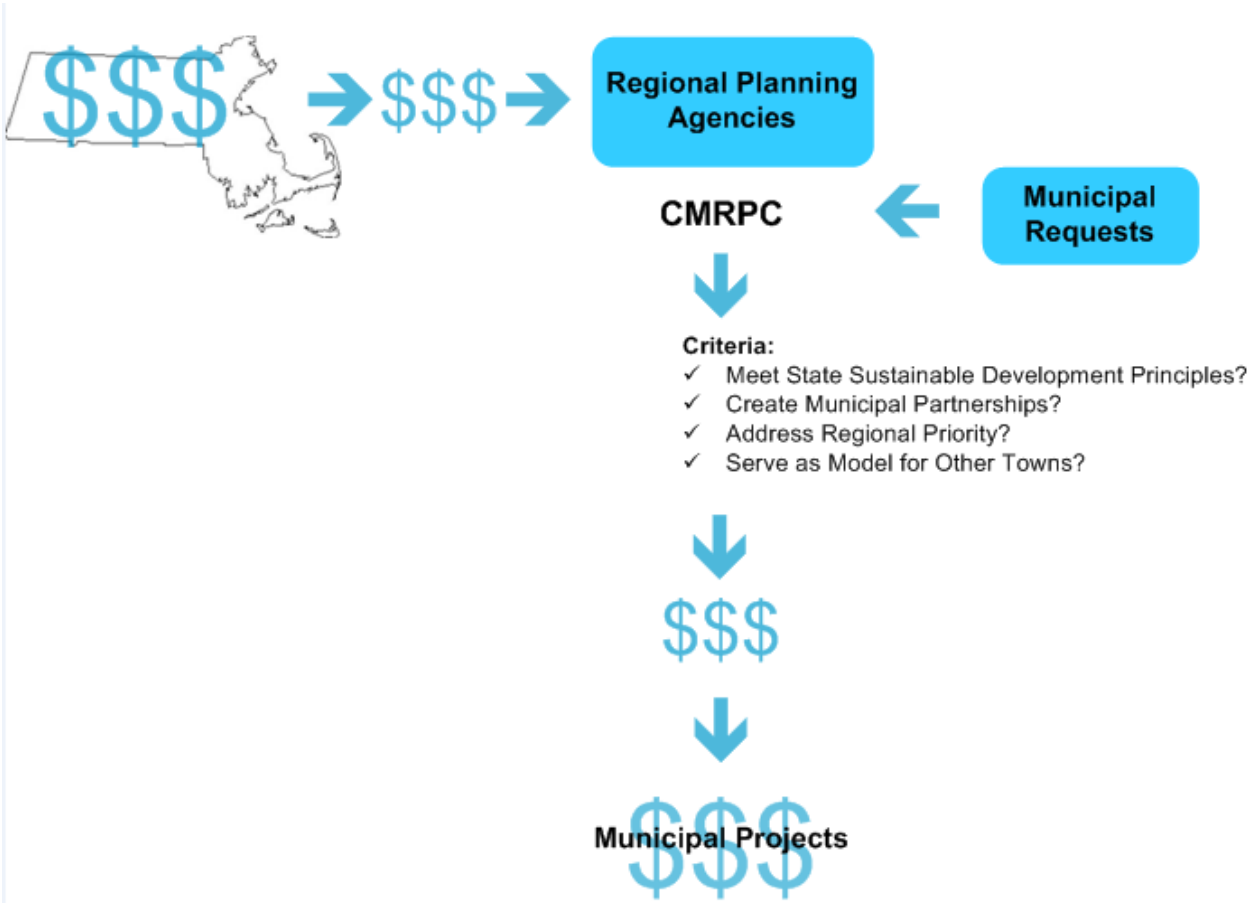 $$$
$$$
Regional Planning
Agencies
CMRPC
Municipal
Requests
Criteria:
✓ Meet State Sustainable Development Principles?
✓ Create Municipal Partnerships?
✓ Address Regional Priority?
✓ Serve as Model for Other Towns?
$$$
$$$
Municipal Projects